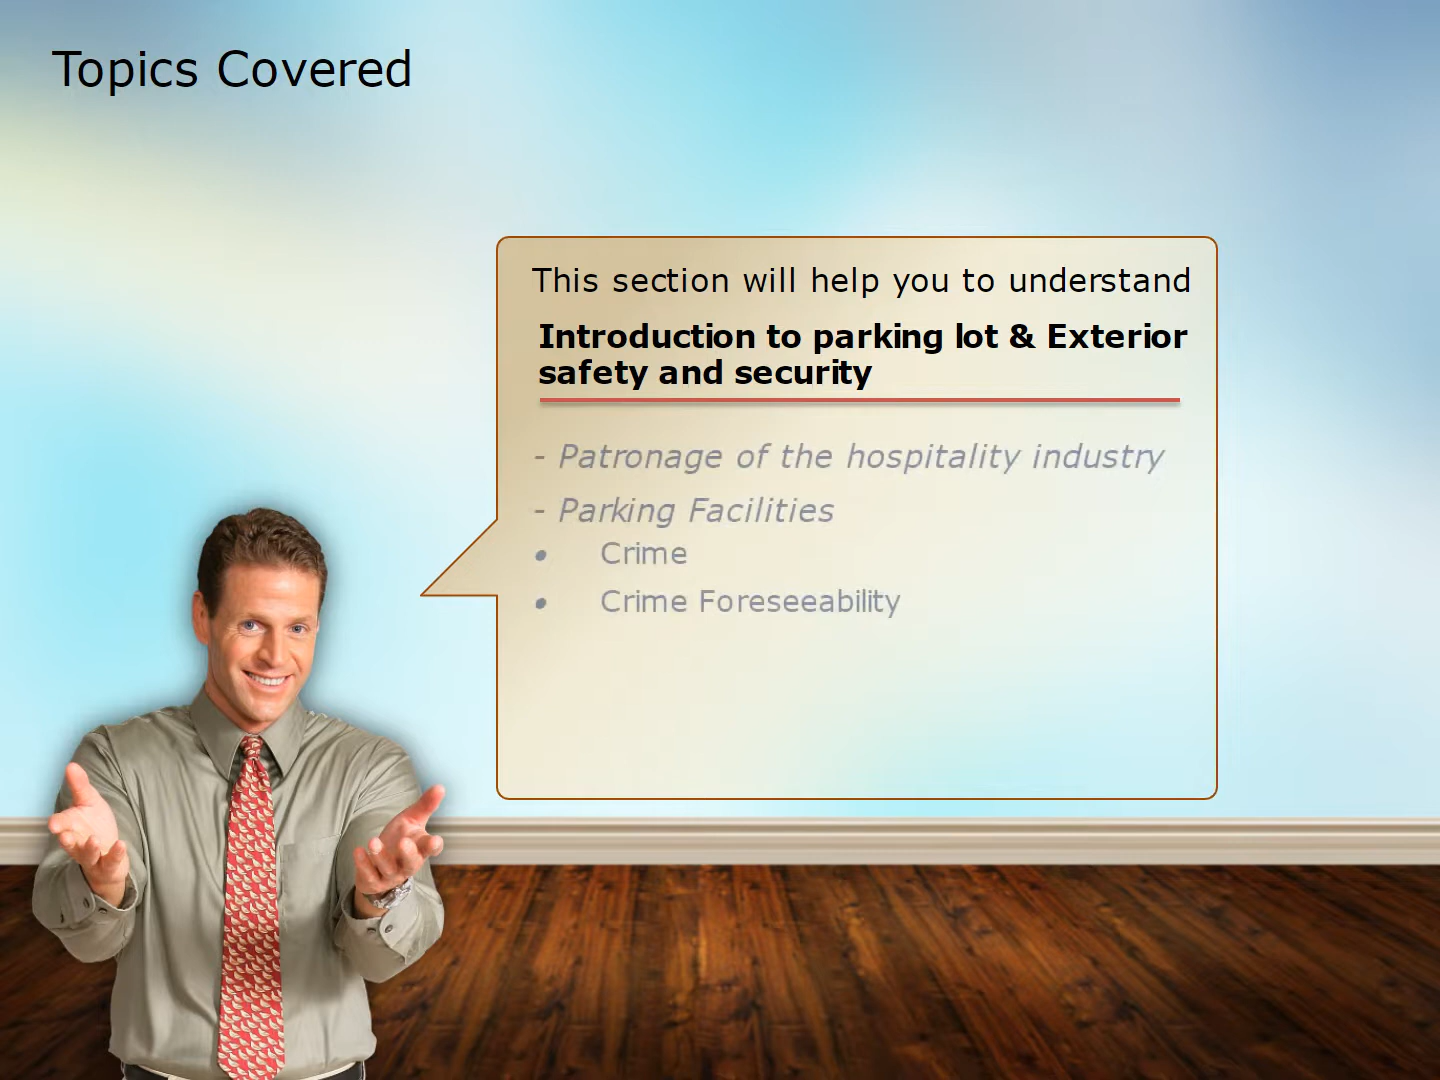 Topics Covered
This section will help you to understand
Introduction to parking lot & Exterior
safety and security
- Patronage of the hospitality industry
- Parking Facilities
• Crime
• Crime Foreseeability